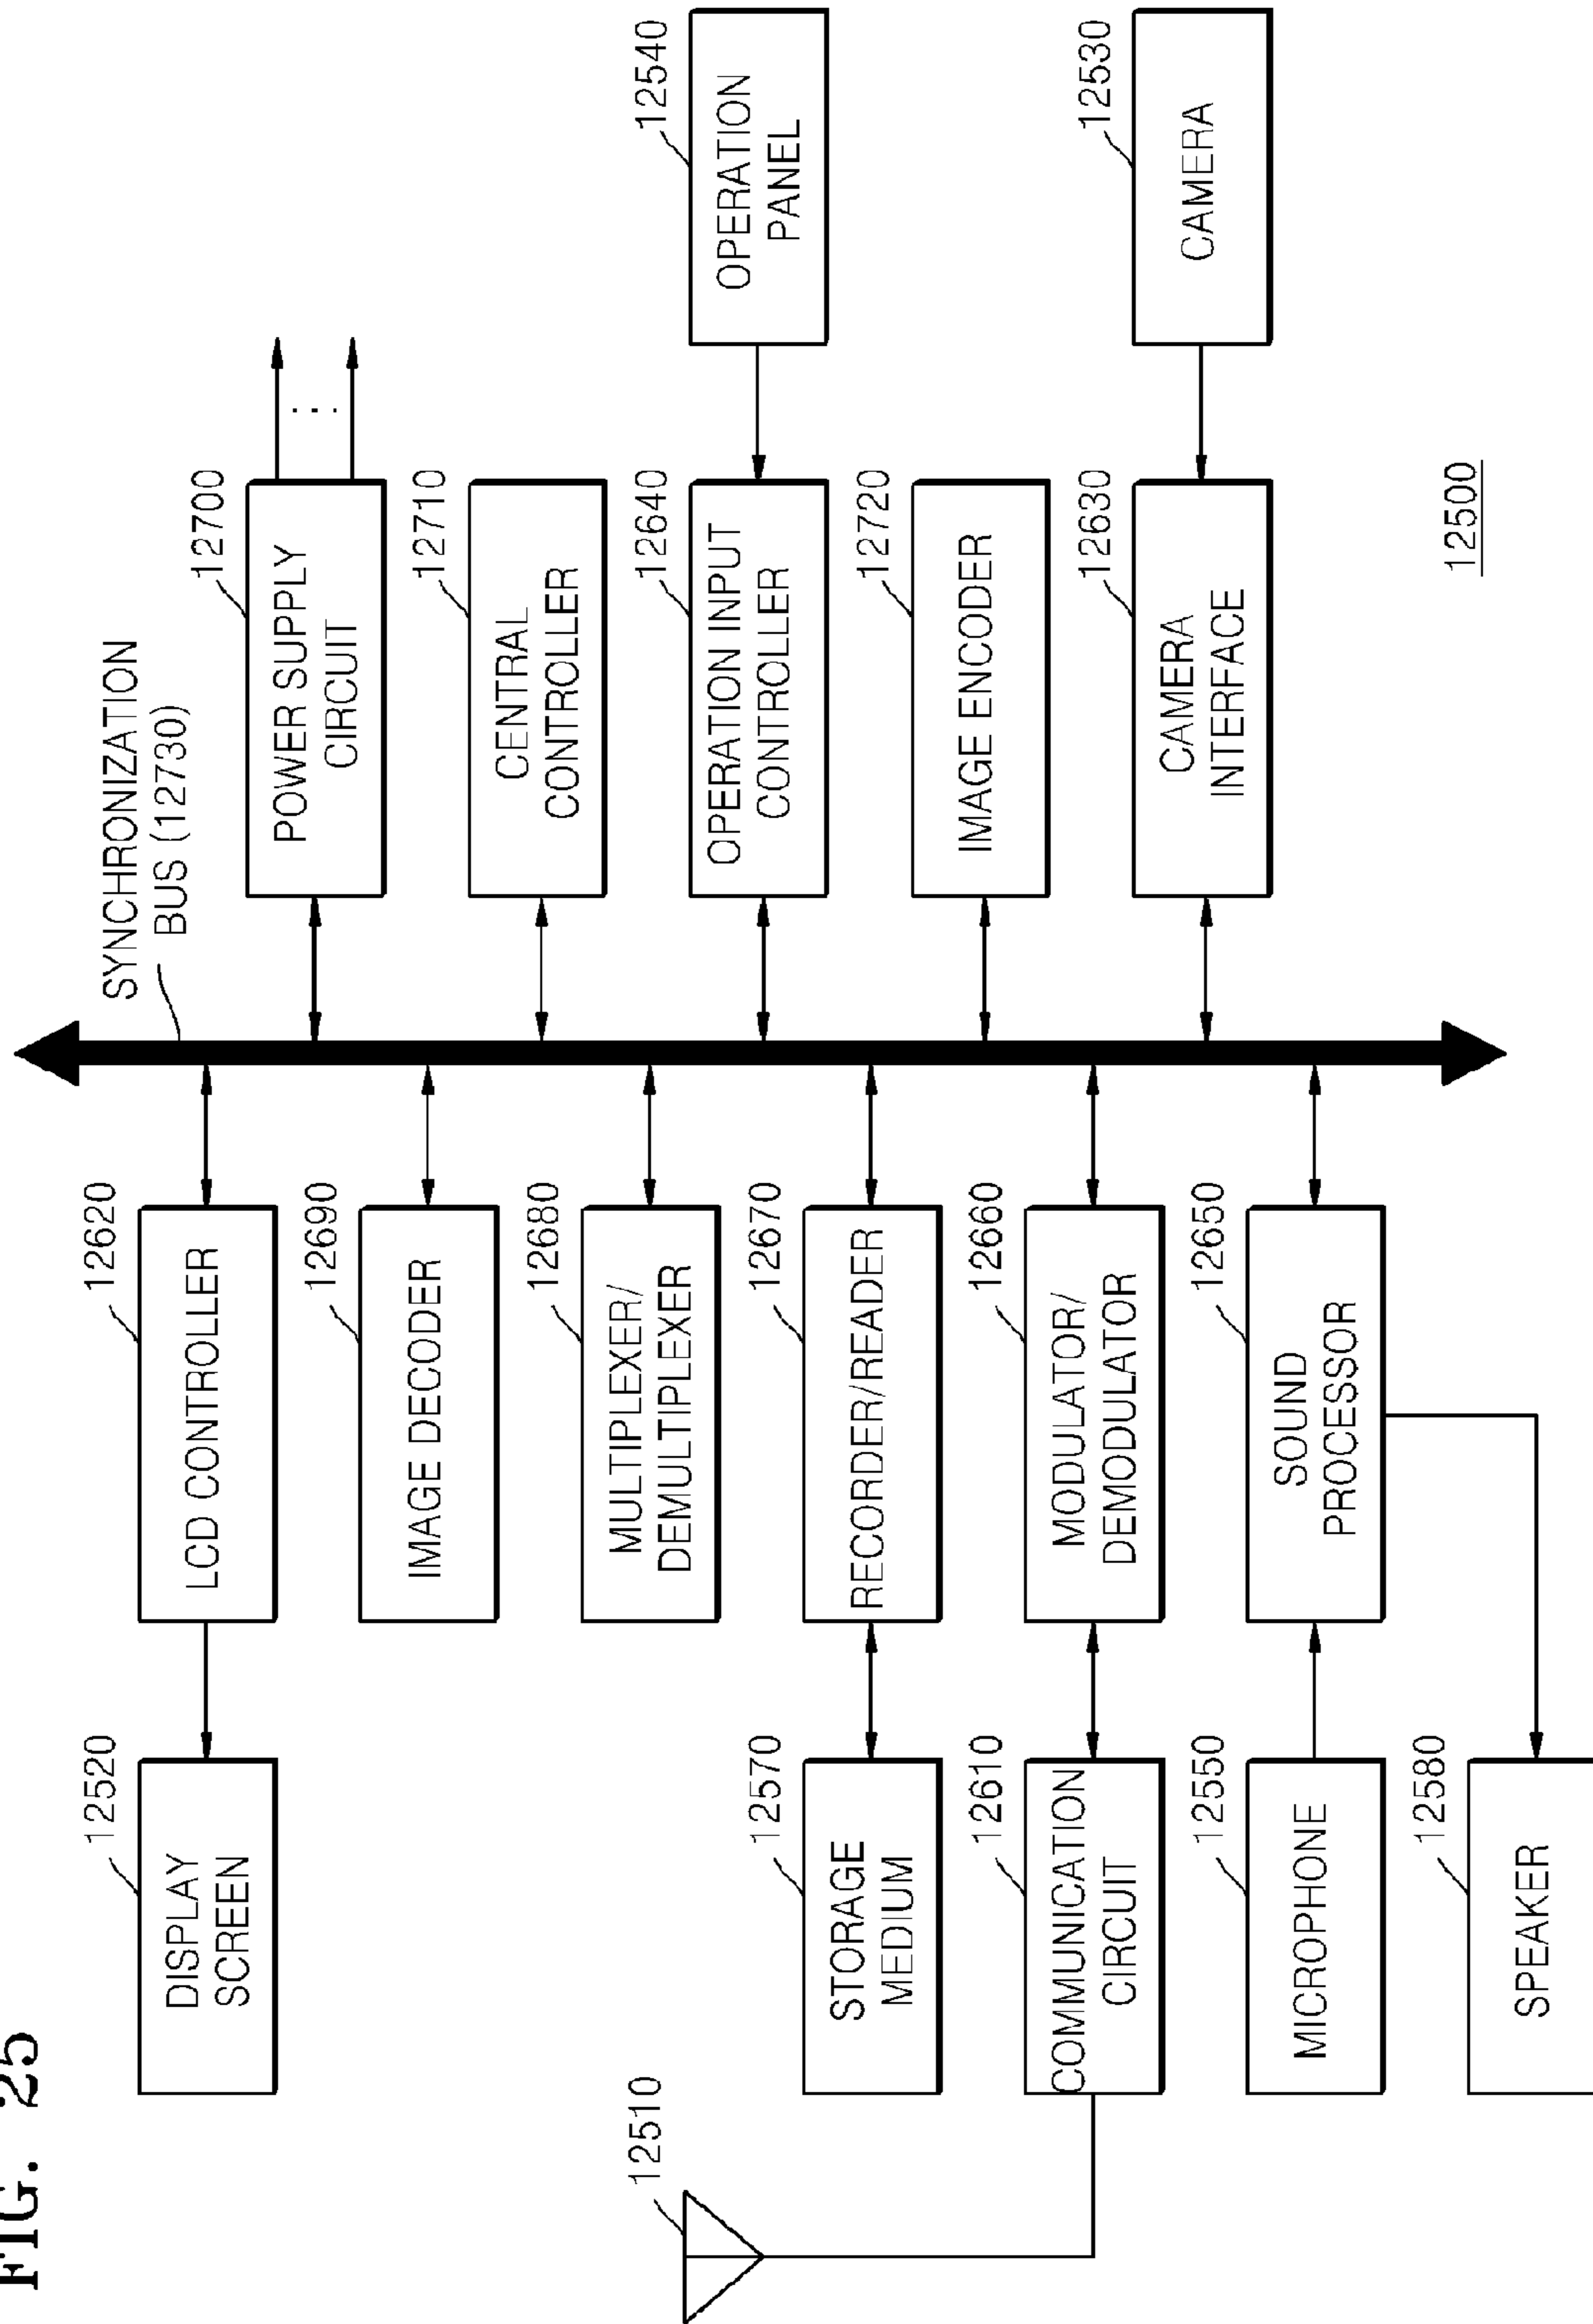 FIG. 25
12510
12520
DISPLAY
SCREEN
12620
LCD CONTROLLER
12690
IMAGE DECODER
12680
MULTIPLEXER/
DEMULTIPLEXER
12570
STORAGE
MEDIUM
12670
RECORDER/READER
12610
COMMUNICATION
CIRCUIT
12660
MODULATOR/
DEMODULATOR
12550
MICROPHONE
12650
SOUND
PROCESSOR
12580
SPEAKER
SYNCHRONIZATION
BUS (12730)
12700
POWER SUPPLY
CIRCUIT
...
12710
CENTRAL
CONTROLLER
12640
OPERATION INPUT
CONTROLLER
12540
OPERATION
PANEL
12720
IMAGE ENCODER
12630
CAMERA
INTERFACE
12530
CAMERA
12500